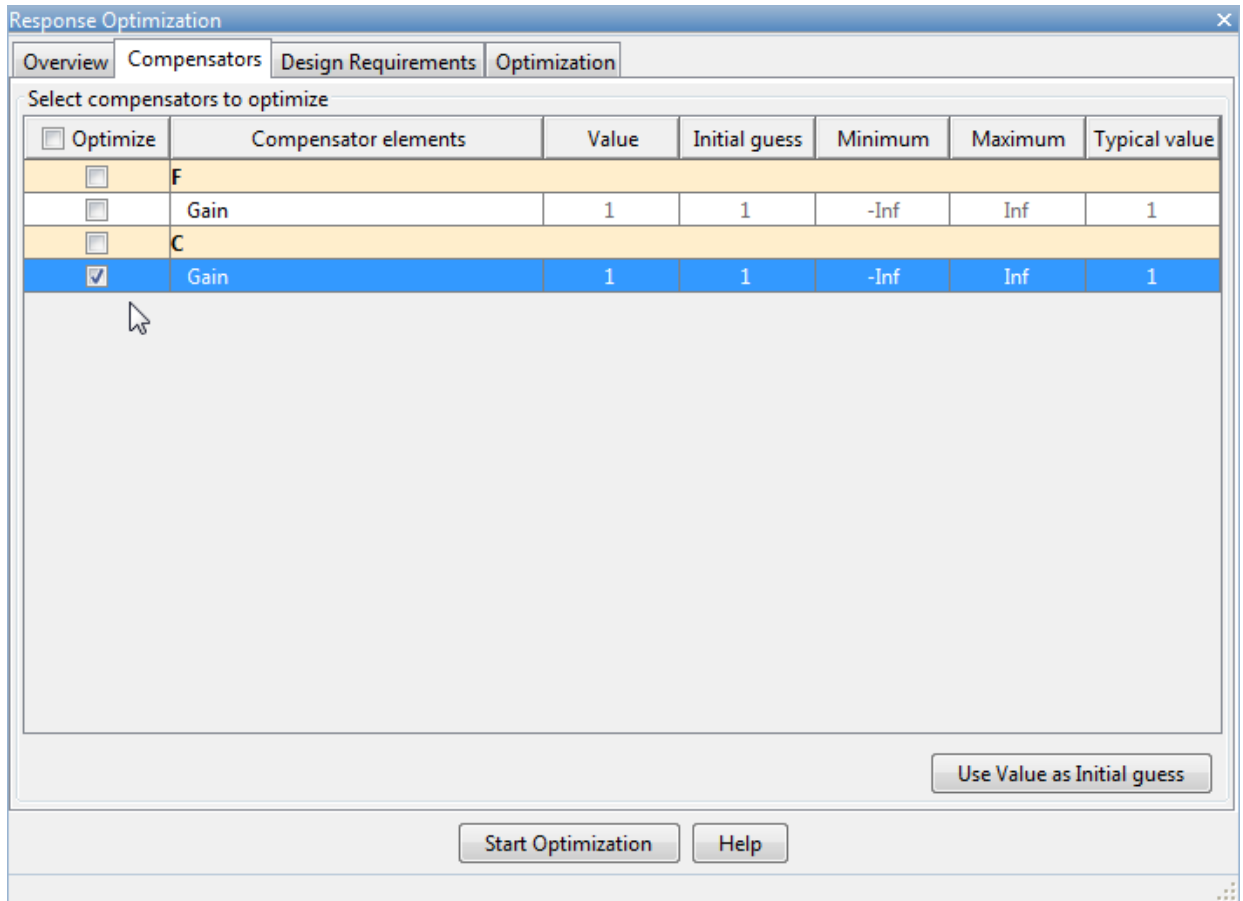 Response Optimization
Overview Compensators Design Requirements Optimization
Select compensators to optimize
Optimize Compensator elements Value Initial guess Minimum Maximum Typical value
F
Gain 1 1 -Inf Inf 1
C
Gain 1 1 -Inf Inf 1
Use Value as Initial guess
Start Optimization Help